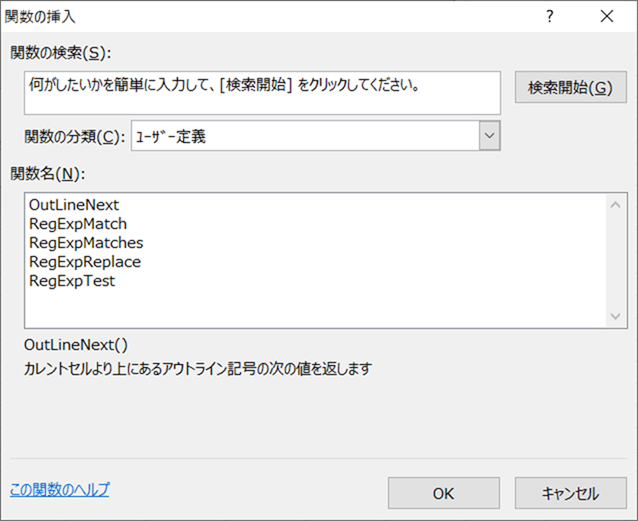 関数の挿入
関数の検索(S):
何がしたいかを簡単に入力して、[検索開始] をクリックしてください。
検索開始(G)
関数の分類(C): ﾕｰｻﾞｰ定義
関数名(N):
OutLineNext
RegExpMatch
RegExpMatches
RegExpReplace
RegExpTest
OutLineNext()
カレントセルより上にあるアウトライン記号の次の値を返します
この関数のヘルプ
OK
キャンセル